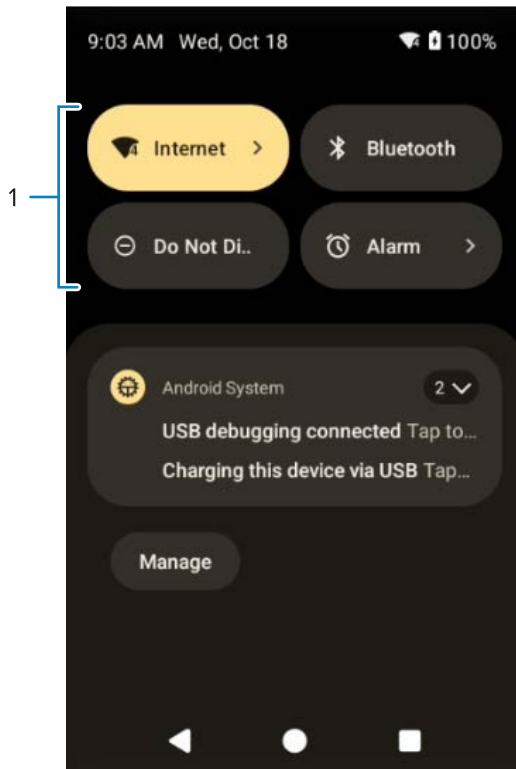 9:03 AM Wed, Oct 18 100%
1
Internet Bluetooth
Do Not Di.. Alarm
Android System 2
USB debugging connected Tap to...
Charging this device via USB Tap...
Manage